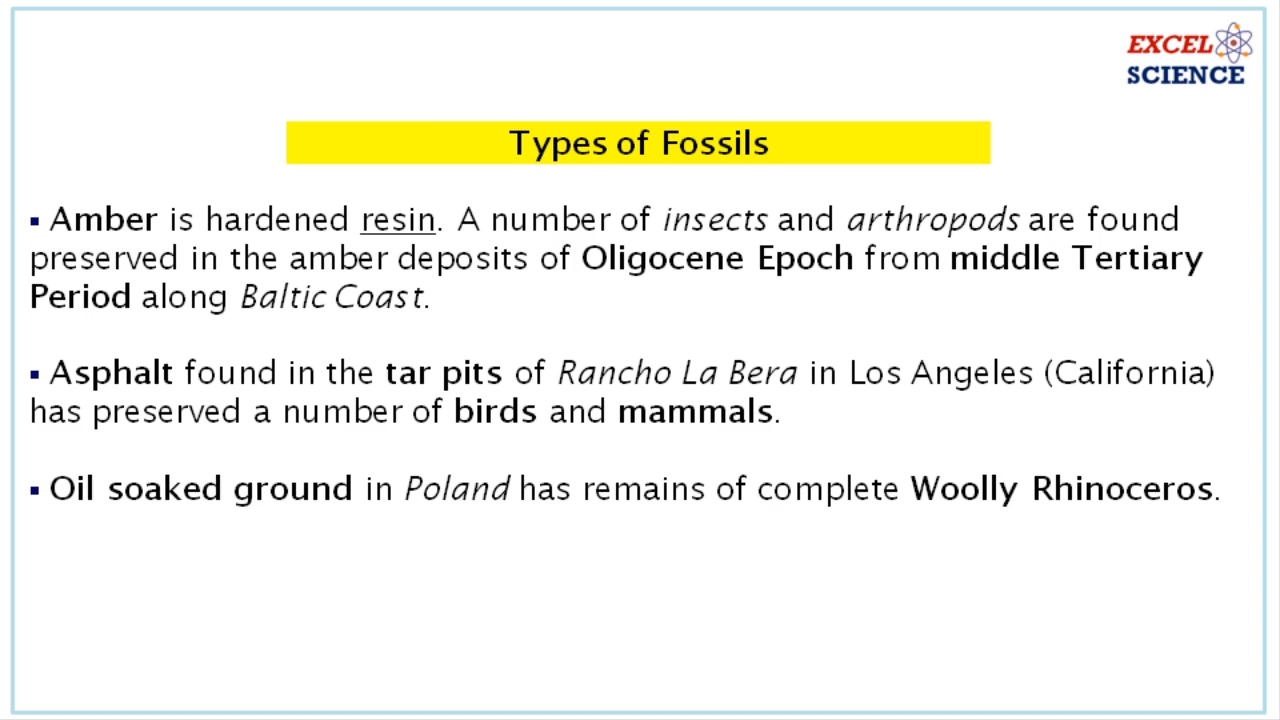 EXCEL
SCIENCE
Types of Fossils
▪ Amber is hardened resin. A number of insects and arthropods are found
preserved in the amber deposits of Oligocene Epoch from middle Tertiary
Period along Baltic Coast.
▪ Asphalt found in the tar pits of Rancho La Bera in Los Angeles (California)
has preserved a number of birds and mammals.
▪ Oil soaked ground in Poland has remains of complete Woolly Rhinoceros.